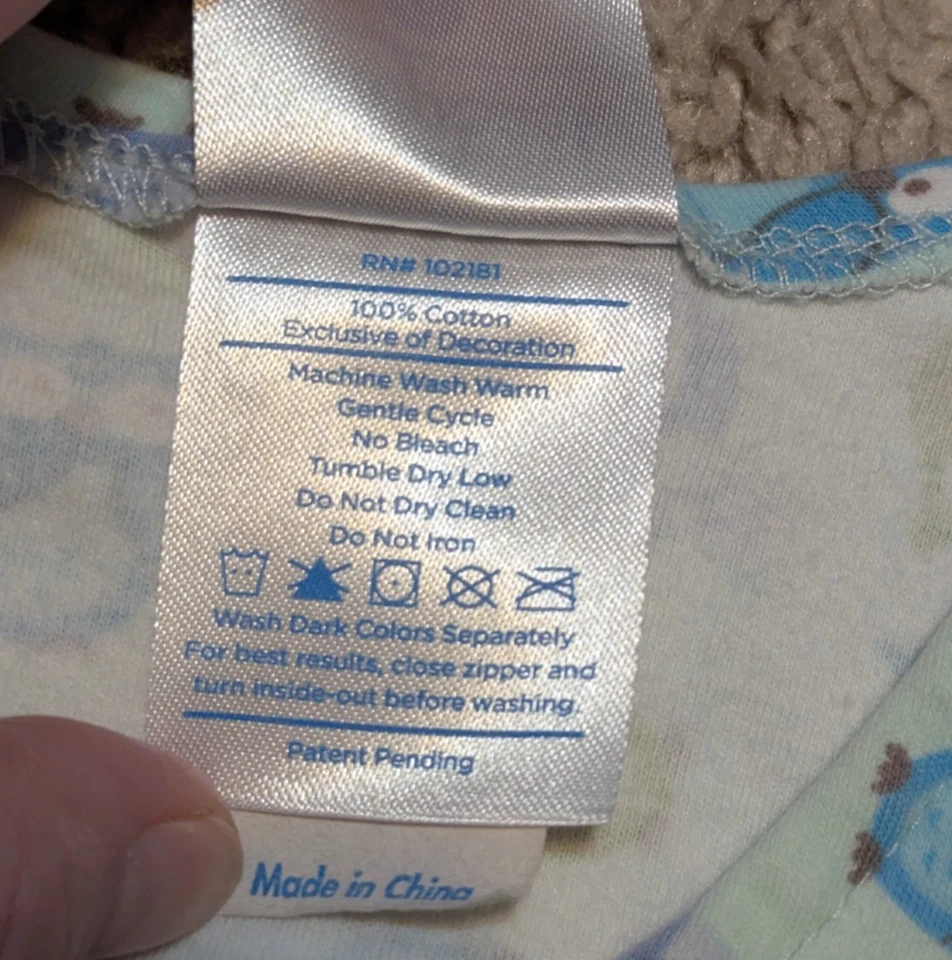 RN# 102181
100% Cotton
Exclusive of Decoration
Machine Wash Warm
Gentle Cycle
No Bleach
Tumble Dry Low
Do Not Dry Clean
Do Not Iron
Wash Dark Colors Separately
For best results, close zipper and
turn inside-out before washing.
Patent Pending
Made in China